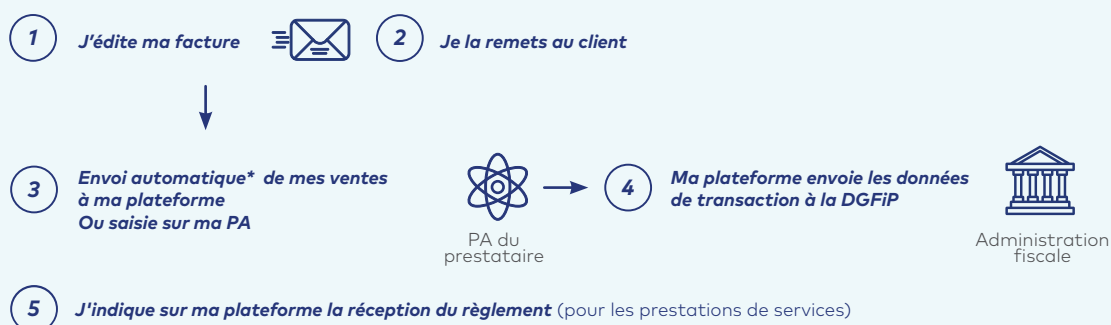 1 J'édite ma facture
2 Je la remets au client
3 Envoi automatique* de mes ventes
à ma plateforme
Ou saisie sur ma PA
PA du
prestataire
4 Ma plateforme envoie les données
de transaction à la DGFiP
Administration
fiscale
5 J'indique sur ma plateforme la réception du règlement (pour les prestations de services)